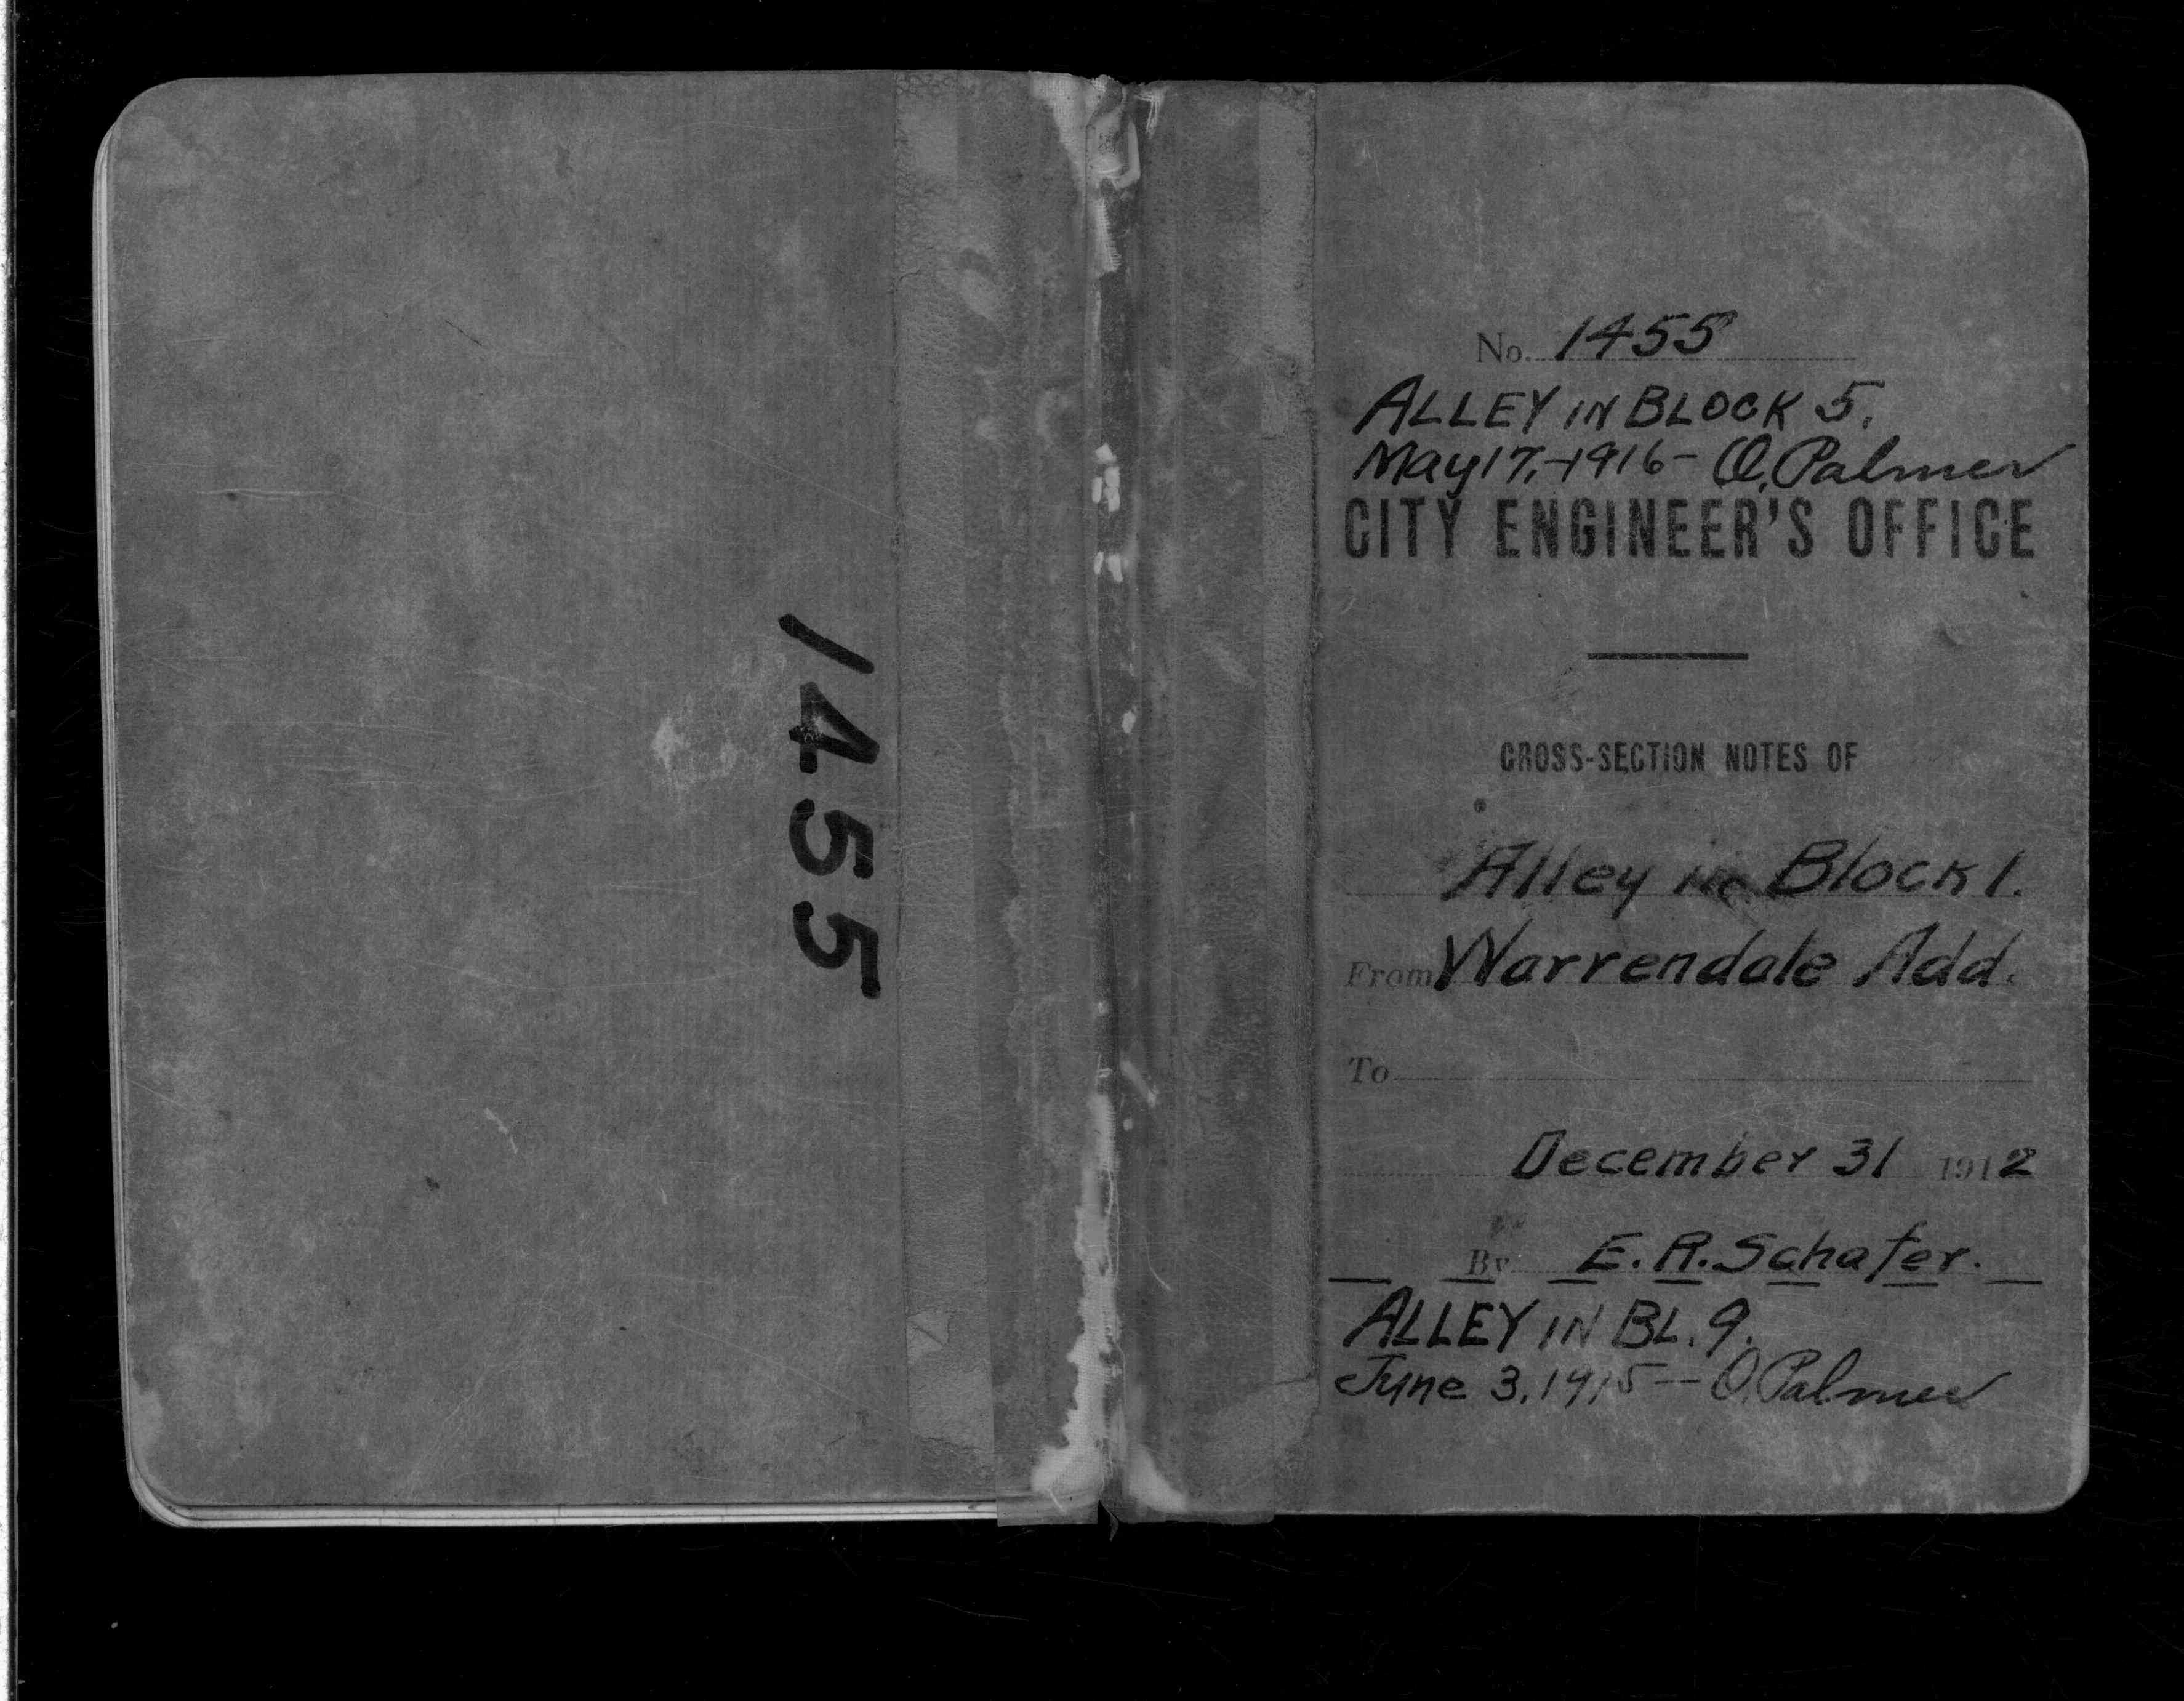 1455
No. 1455
ALLEY IN BLOCK 5.
May 17,-1916- O. Palmer
CITY ENGINEER'S OFFICE
CROSS-SECTION NOTES OF
Alley in Block 1.
From Warrendale Add.
To
December 31 1912
By E. R. Schafer.
ALLEY IN BL. 9.
June 3, 1915-- O. Palmer